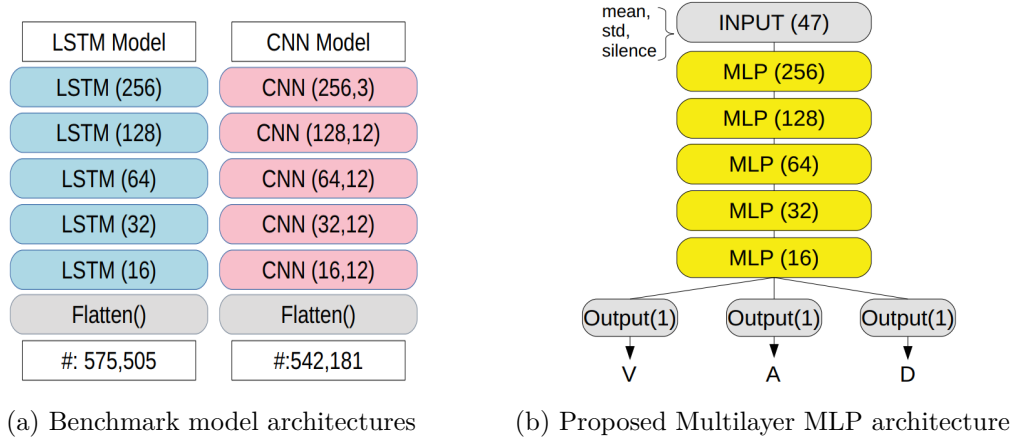 LSTM Model
LSTM (256)
LSTM (128)
LSTM (64)
LSTM (32)
LSTM (16)
Flatten()
#: 575,505
CNN Model
CNN (256,3)
CNN (128,12)
CNN (64,12)
CNN (32,12)
CNN (16,12)
Flatten()
#:542,181
(a) Benchmark model architectures
mean,
std,
silence
INPUT (47)
MLP (256)
MLP (128)
MLP (64)
MLP (32)
MLP (16)
Output(1) Output(1) Output(1)
V A D
(b) Proposed Multilayer MLP architecture